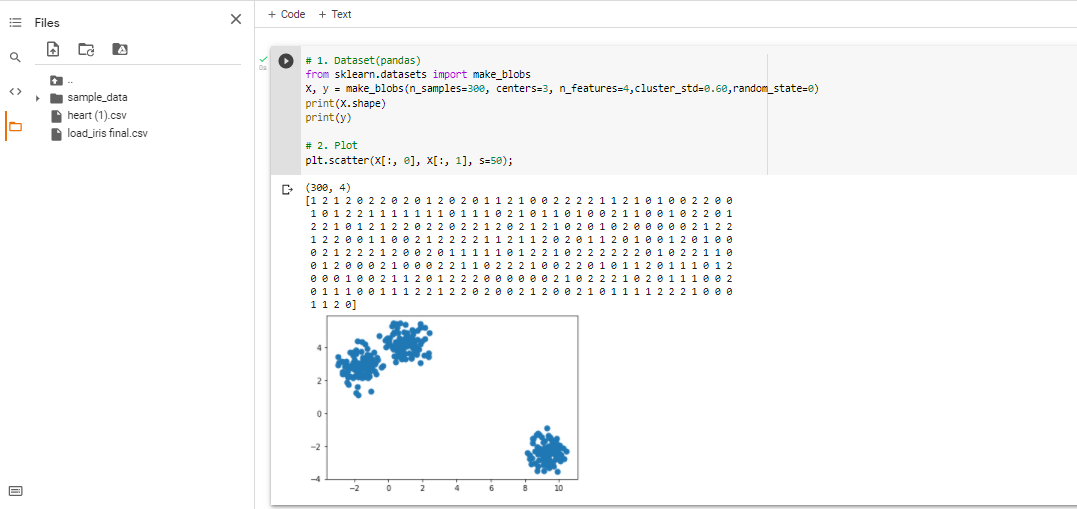 Files
+ Code + Text
..
sample_data
heart (1).csv
load_iris final.csv
0s
# 1. Dataset(pandas)
from sklearn.datasets import make_blobs
X, y = make_blobs(n_samples=300, centers=3, n_features=4,cluster_std=0.60,random_state=0)
print(X.shape)
print(y)
# 2. Plot
plt.scatter(X[:, 0], X[:, 1], s=50);
(300, 4)
[1 2 1 2 0 2 2 0 2 0 1 2 0 2 0 1 1 2 1 0 0 2 2 2 2 1 1 2 1 0 1 0 0 2 2 0 0
1 0 1 2 2 1 1 1 1 1 1 1 0 1 1 1 0 2 1 0 1 1 0 1 0 0 2 1 1 0 0 1 0 2 2 0 1
2 2 1 0 1 2 1 2 2 0 2 2 0 2 2 1 2 0 2 1 2 1 0 2 0 1 0 2 0 0 0 0 0 2 1 2 2
1 2 2 0 0 1 1 0 0 2 1 2 2 2 2 1 1 2 1 1 2 0 2 0 1 1 2 0 1 0 0 1 2 0 1 0 0
0 2 1 2 2 2 1 2 0 0 2 0 1 1 1 1 1 0 1 2 2 1 0 2 2 2 2 2 0 1 0 2 2 1 1 0
0 1 2 0 0 0 2 1 0 0 0 2 2 1 1 0 2 2 2 1 0 0 2 2 0 1 0 1 1 2 0 1 1 1 0 1 2
0 0 0 1 0 0 2 1 1 2 0 1 2 2 2 0 0 0 0 0 0 2 1 0 2 2 2 1 0 2 0 1 1 1 0 0 2
0 1 1 1 0 0 1 1 1 2 2 1 2 2 0 2 0 0 2 1 2 0 0 2 1 0 1 1 1 1 2 2 2 1 0 0 0
1 1 2 0]
4
2
0
−2
−4
−2 0 2 4 6 8 10